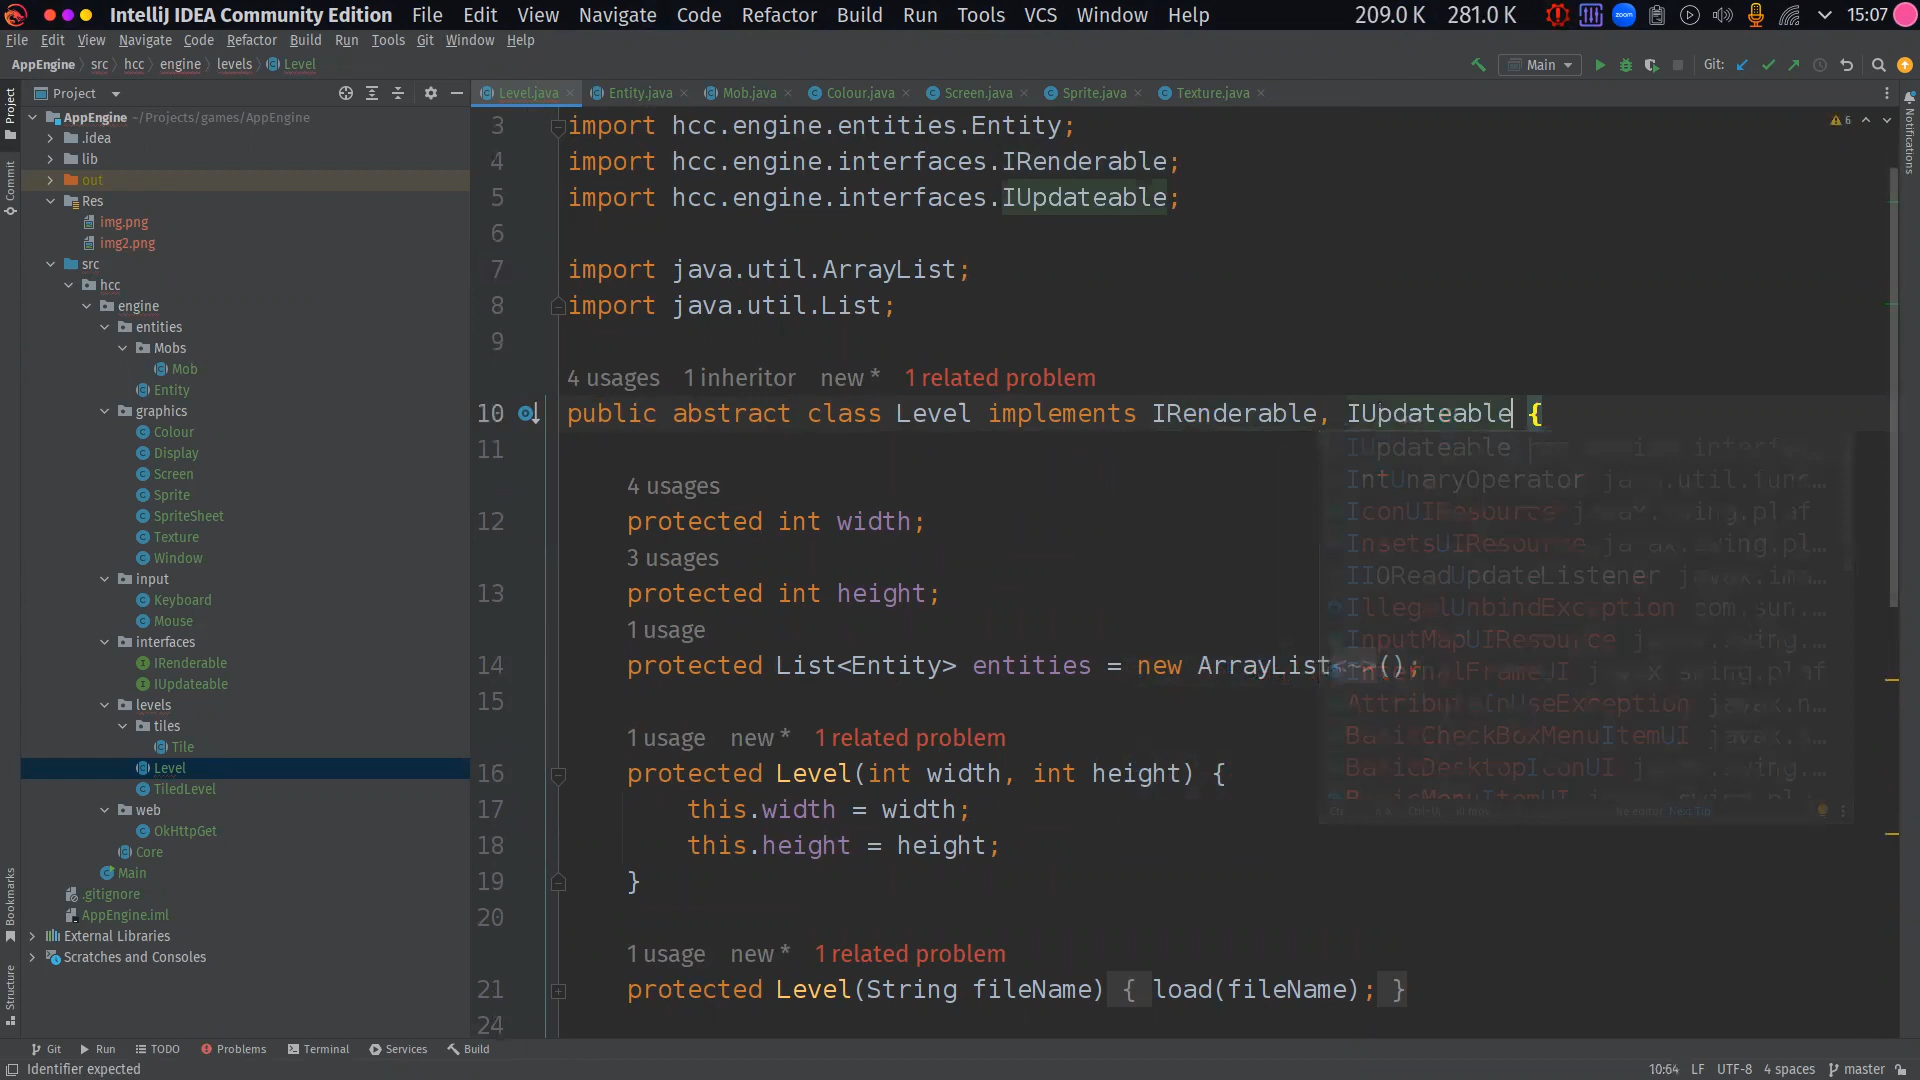 IntelliJ IDEA Community Edition File Edit View Navigate Code Refactor Build Run Tools VCS Window Help 209.0 K 281.0 K zoom 15:07
File Edit View Navigate Code Refactor Build Run Tools Git Window Help
AppEngine src hcc engine levels Level Main Git:
Project
Level.java Entity.java Mob.java Colour.java Screen.java Sprite.java Texture.java
Project
Commit
Bookmarks
Structure
Notifications
AppEngine ~/Projects/games/AppEngine
.idea
lib
out
Res
img.png
img2.png
src
hcc
engine
entities
Mobs
Mob
Entity
graphics
Colour
Display
Screen
Sprite
SpriteSheet
Texture
Window
input
Keyboard
Mouse
interfaces
IRenderable
IUpdateable
levels
tiles
Tile
Level
TiledLevel
web
OkHttpGet
Core
Main
.gitignore
AppEngine.iml
External Libraries
Scratches and Consoles
6
3 import hcc.engine.entities.Entity;
4 import hcc.engine.interfaces.IRenderable;
5 import hcc.engine.interfaces.IUpdateable;
6
7 import java.util.ArrayList;
8 import java.util.List;
9
4 usages 1 inheritor new * 1 related problem
10 public abstract class Level implements IRenderable, IUpdateable {
11
4 usages
12 protected int width;
3 usages
13 protected int height;
1 usage
14 protected List<Entity> entities = new ArrayList<~>();
15
1 usage new * 1 related problem
16 protected Level(int width, int height) {
17 this.width = width;
18 this.height = height;
19 }
20
1 usage new * 1 related problem
21 protected Level(String fileName) { load(fileName); }
24
IUpdateable
IntUnaryOperator java.util.func...
IconUIResource javax.swing.plaf
InsetsUIResource javax.swing.pl...
IIOReadUpdateListener javax.ima...
IllegalUnbindException com.sun....
InputMapUIResource
InternalFrameUI javax.swing.plaf
AttributeInUseException javax.n...
BasicCheckBoxMenuItemUI javax.s...
BasicDesktopIconUI
BasicMenuItemUI
Next Tip
Git Run TODO Problems Terminal Services Build
Identifier expected 10:64 LF UTF-8 4 spaces master